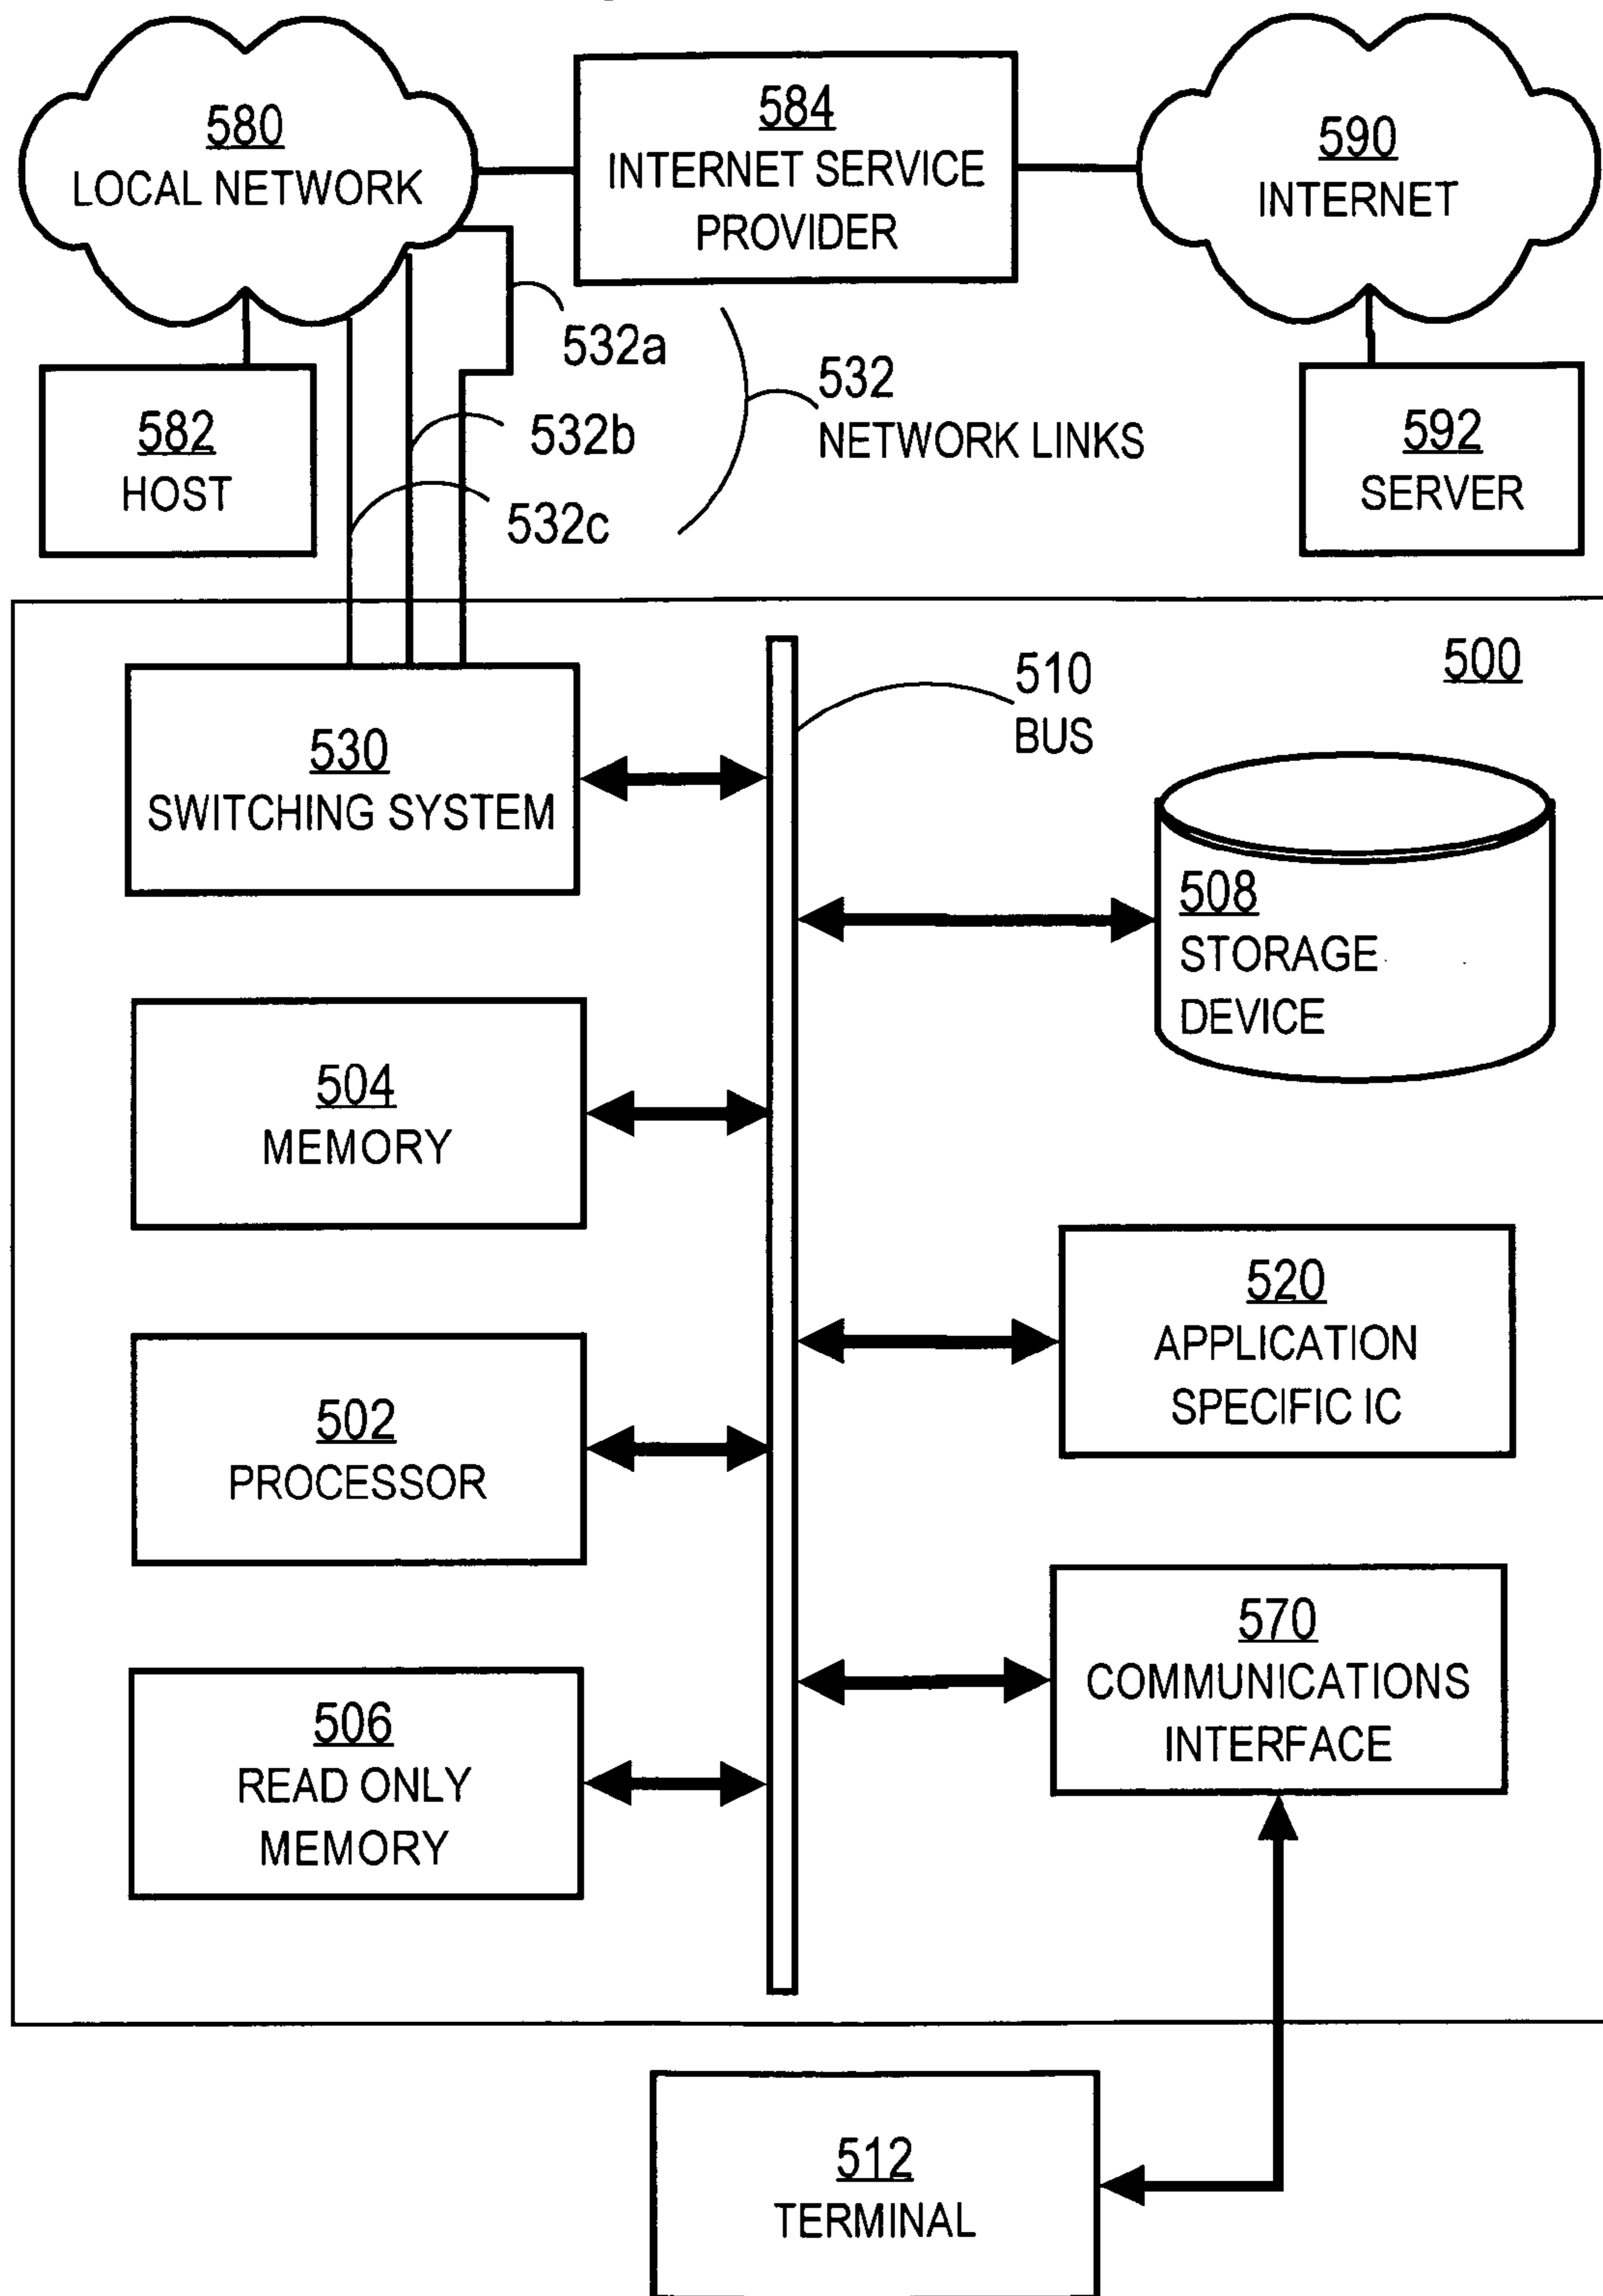 580
LOCAL NETWORK
584
INTERNET SERVICE
PROVIDER
590
INTERNET
532a
532b
532c
532
NETWORK LINKS
582
HOST
592
SERVER
500
510
BUS
530
SWITCHING SYSTEM
508
STORAGE
DEVICE
504
MEMORY
520
APPLICATION
SPECIFIC IC
502
PROCESSOR
570
COMMUNICATIONS
INTERFACE
506
READ ONLY
MEMORY
512
TERMINAL